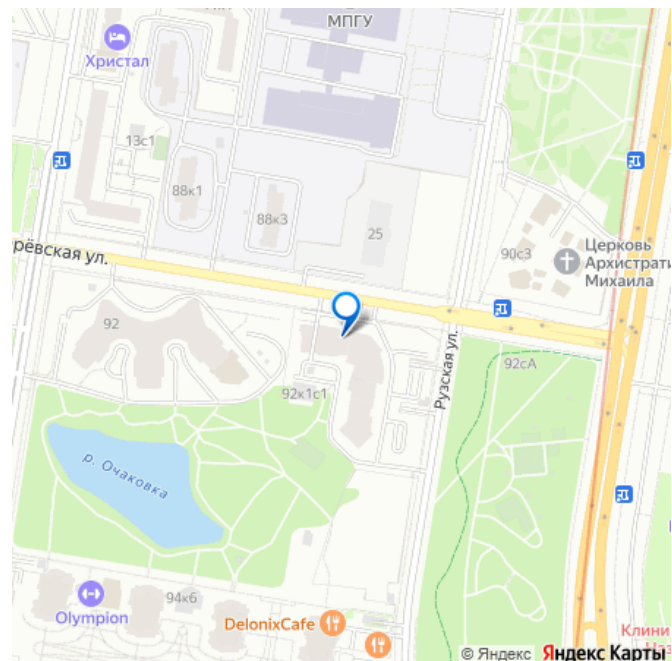 МПГУ
Христал
13с1
88к1
88к3
25
90с3
Церковь
Архистрати
Михаила
рёвская ул.
92
92к1с1
Рузская ул.
92сА
р. Очаковка
94к6
Olympion
DelonixCafe
Клини
© Яндекс Яндекс Карты